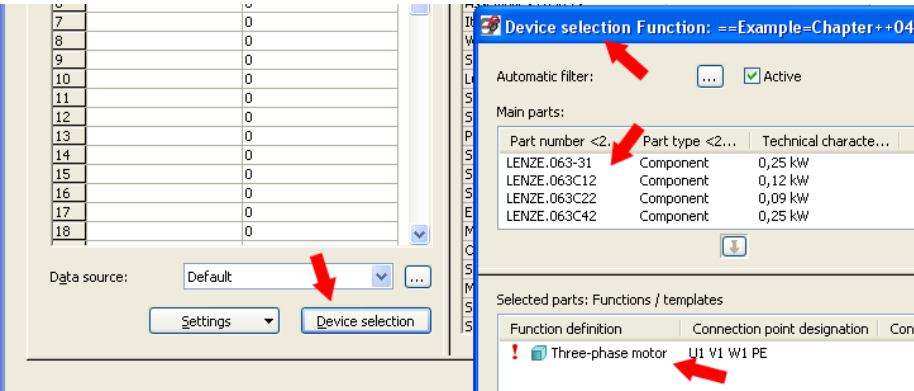 7 0
8 0
9 0
10 0
11 0
12 0
13 0
14 0
15 0
16 0
17 0
18 0
Data source: Default ...
Settings Device selection
Device selection Function: ==Example=Chapter++04
Automatic filter: ... Active
Main parts:
Part number <2... Part type <2... Technical characte...
LENZE.063-31 Component 0,25 kW
LENZE.063C12 Component 0,12 kW
LENZE.063C22 Component 0,09 kW
LENZE.063C42 Component 0,25 kW
Selected parts: Functions / templates
Function definition Connection point designation Con
! Three-phase motor U1 V1 W1 PE